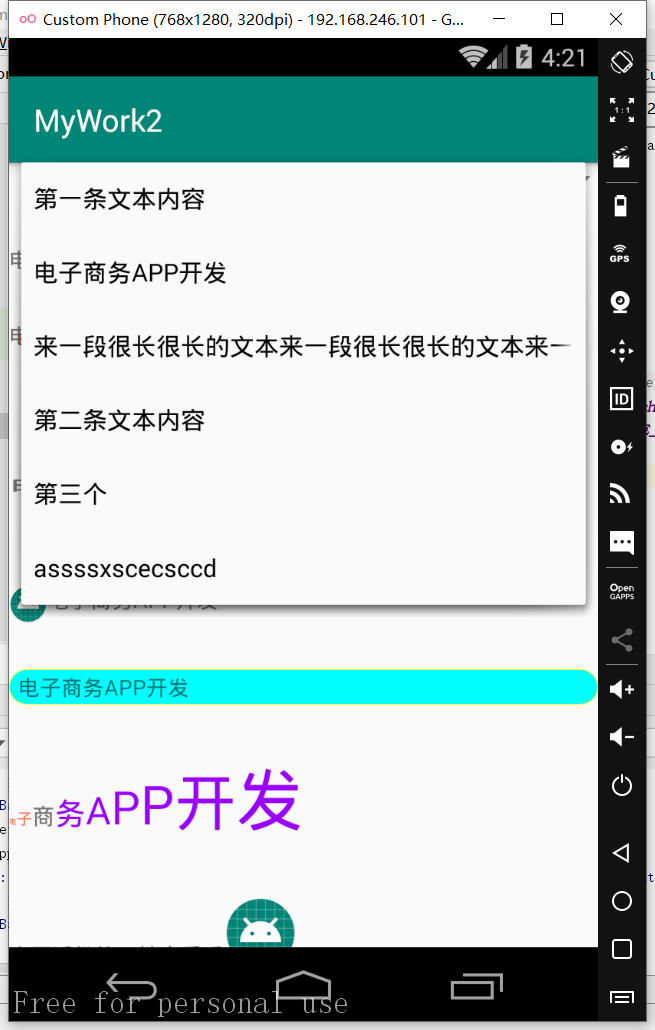 Custom Phone (768x1280, 320dpi) - 192.168.246.101 - G...
4:21
MyWork2
1:1
第一条文本内容
电子商务APP开发
GPS
来一段很长很长的文本来一段很长很长的文本来一
ID
第二条文本内容
第三个
assssxscecsccd
Open
GAPPS
电子商务APP开发
电子商务APP开发
电子商务APP开发
Free for personal use